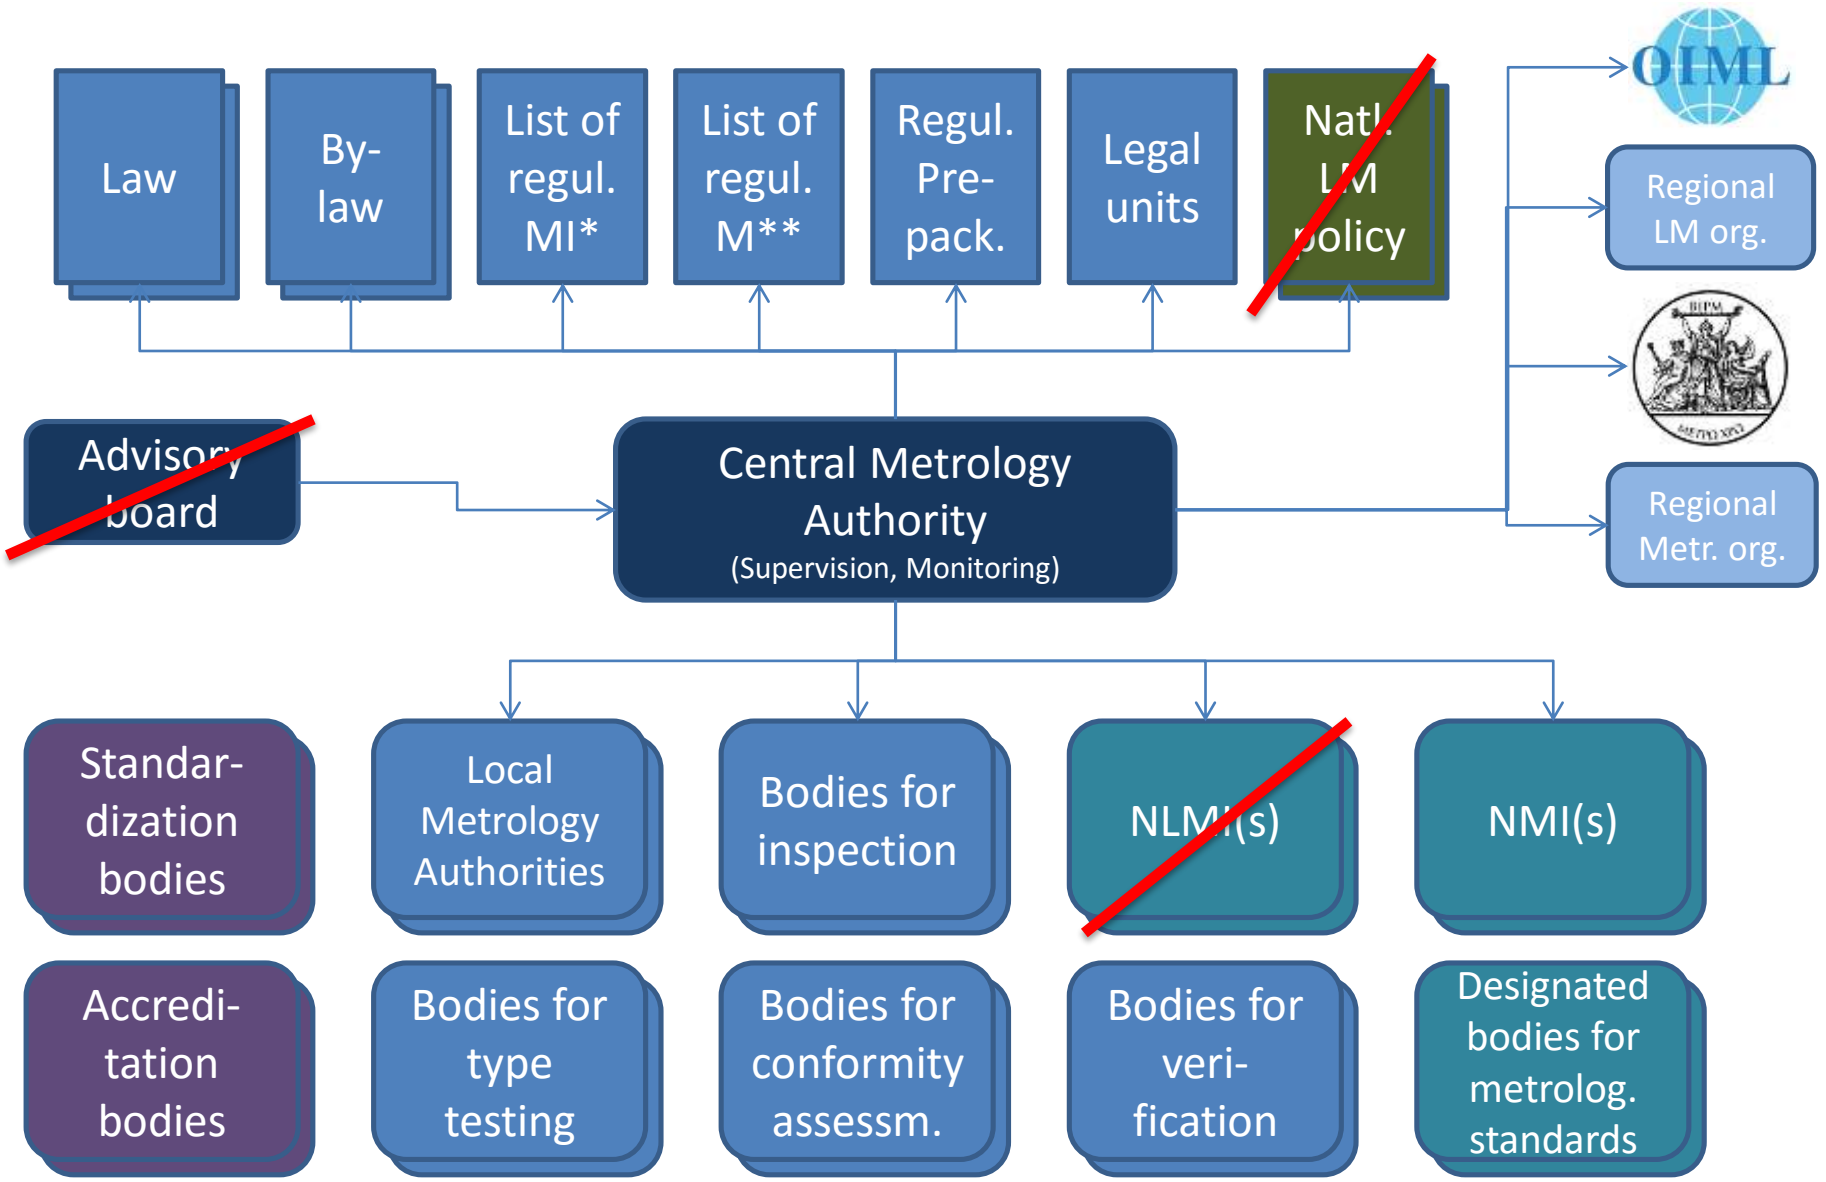 Law
By-
law
List of
regul.
MI*
List of
regul.
M**
Regul.
Pre-
pack.
Legal
units
Natl.
LM
policy
OIML
Regional
LM org.
BIPM
Regional
Metr. org.
Advisory
board
Central Metrology
Authority
(Supervision, Monitoring)
Standar-
dization
bodies
Local
Metrology
Authorities
Bodies for
inspection
NLMI(s)
NMI(s)
Accredi-
tation
bodies
Bodies for
type
testing
Bodies for
conformity
assessm.
Bodies for
veri-
fication
Designated
bodies for
metrolog.
standards